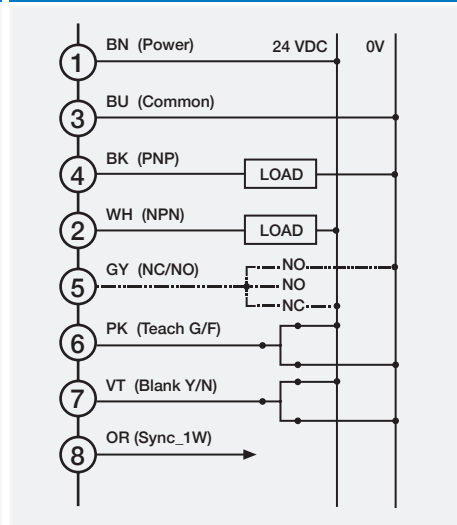 BN (Power) 24 VDC 0V
1
BU (Common)
3
BK (PNP)
4 LOAD
WH (NPN)
2 LOAD
GY (NC/NO) NO
5 NO
NC
PK (Teach G/F)
6
VT (Blank Y/N)
7
OR (Sync_1W)
8